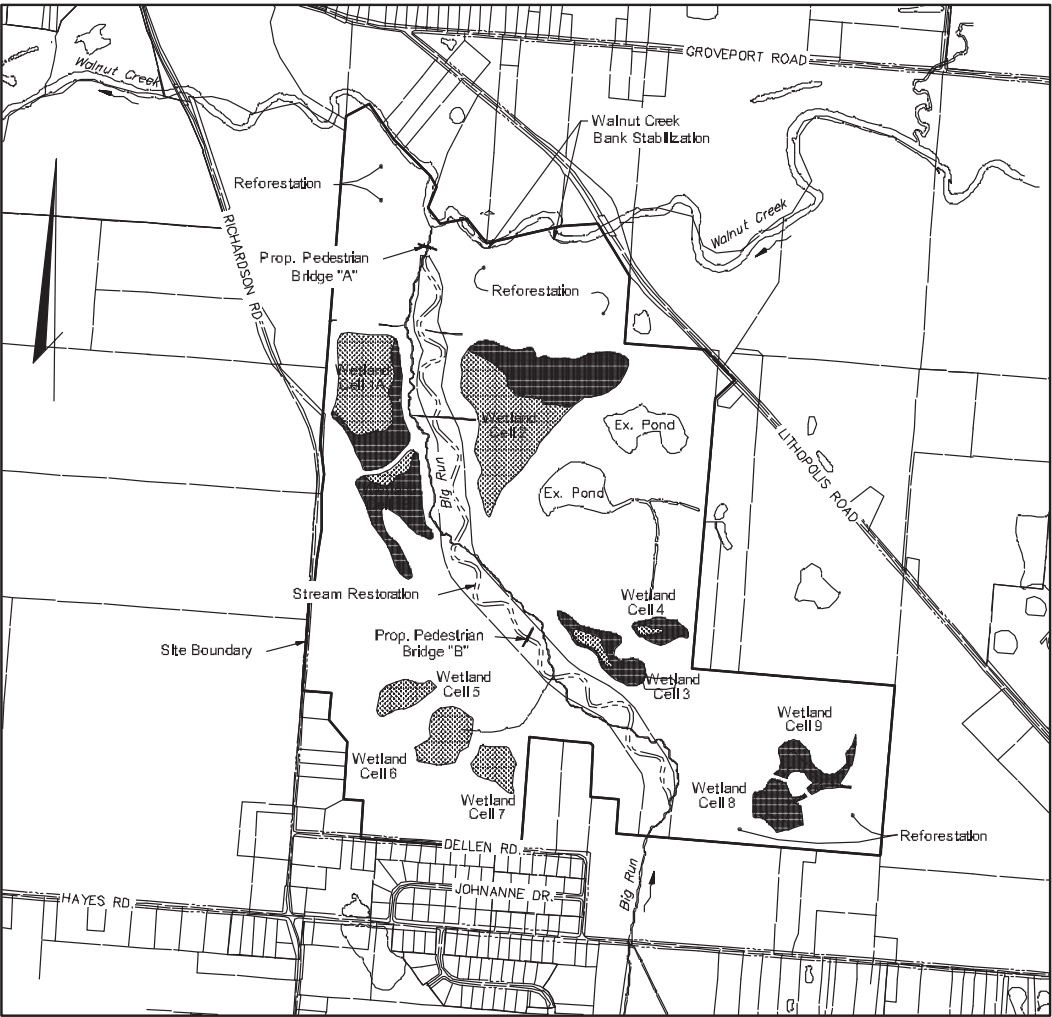 GROVEPORT ROAD
Walnut Creek
Walnut Creek
Bank Stabilization
Reforestation
RICHARDSON RD.
Walnut Creek
Prop. Pedestrian
Bridge "A"
Reforestation
Wetland
Cell 1A
Wetland
Cell 2
Ex. Pond
LITHOPOLIS ROAD
Big Run
Ex. Pond
Stream Restoration
Wetland
Cell 4
Prop. Pedestrian
Bridge "B"
Site Boundary
Wetland
Cell 5
Wetland
Cell 3
Wetland
Cell 9
Wetland
Cell 6
Wetland
Cell 8
Wetland
Cell 7
Reforestation
DELLEN RD.
Big Run
JOHNANNE DR.
HAYES RD.